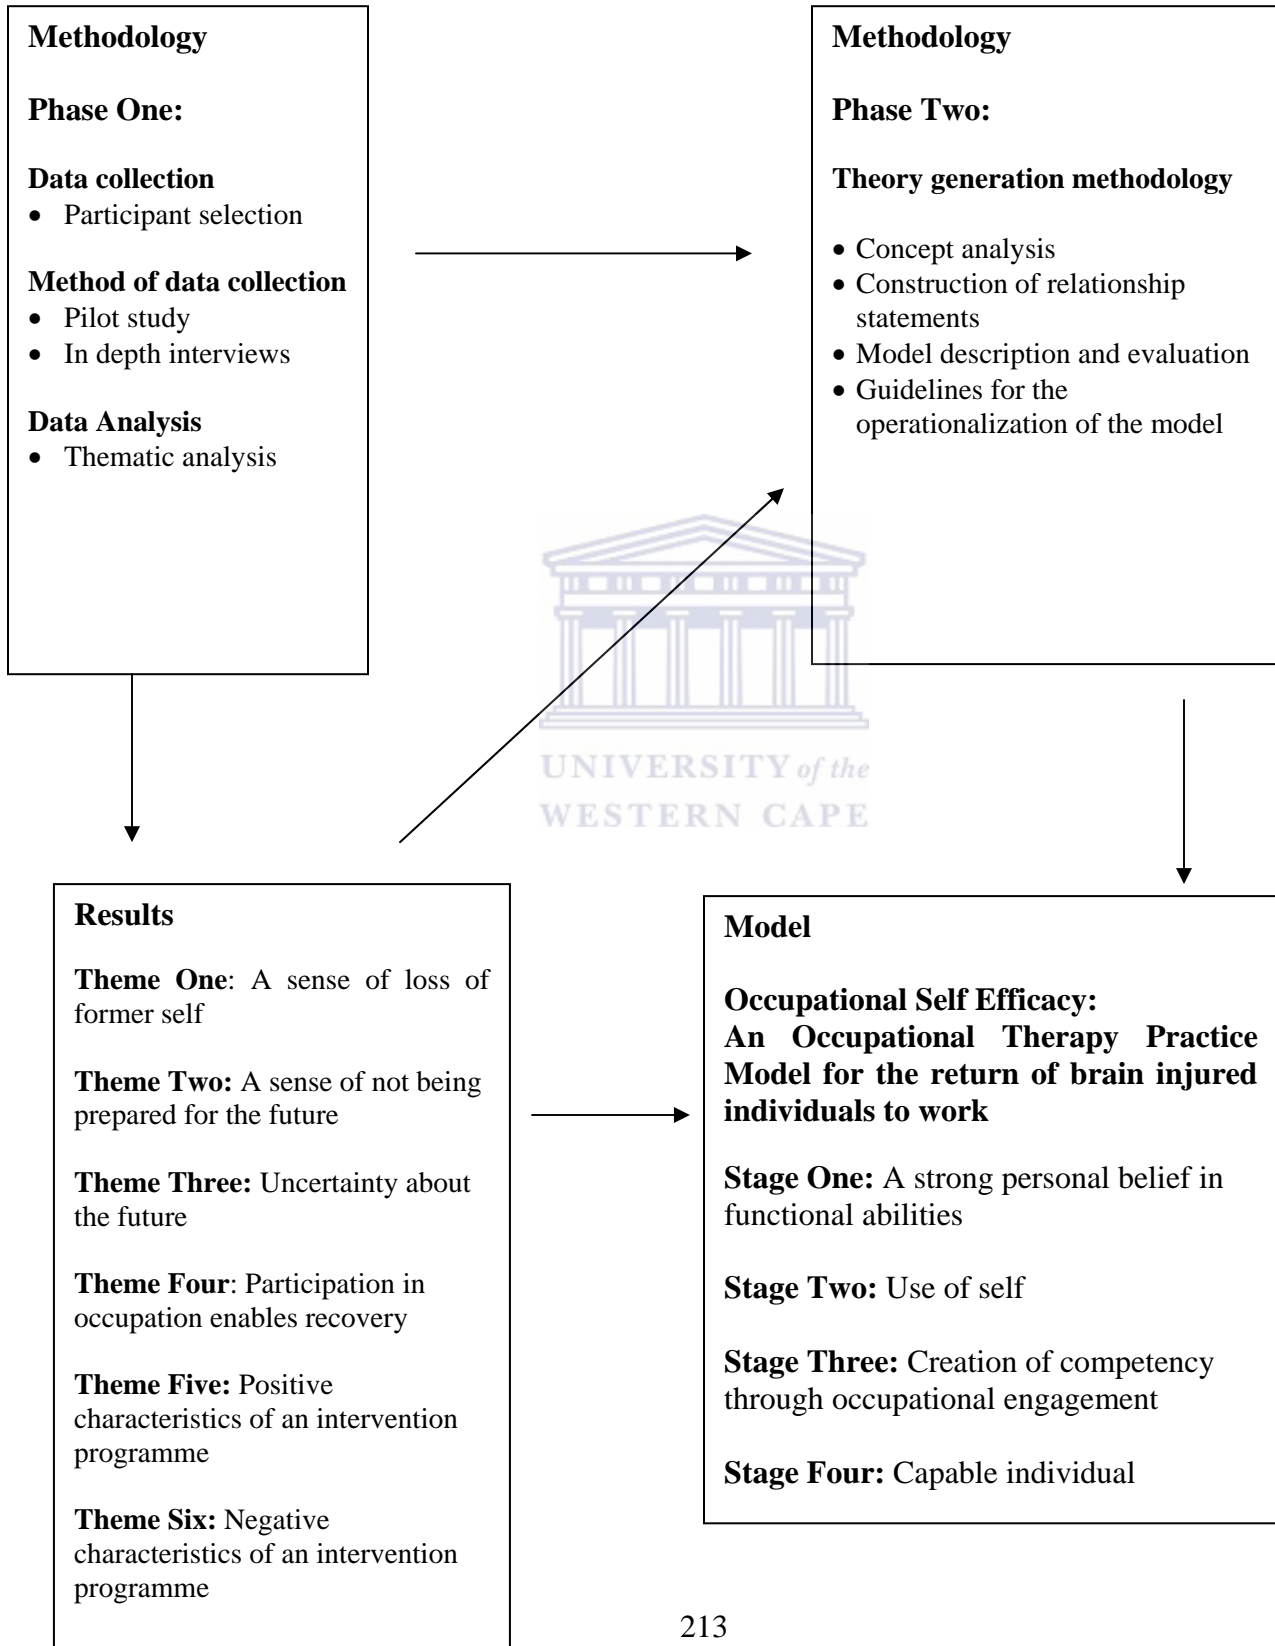 Methodology
Phase One:
Data collection
• Participant selection
Method of data collection
• Pilot study
• In depth interviews
Data Analysis
• Thematic analysis
Methodology
Phase Two:
Theory generation methodology
• Concept analysis
• Construction of relationship
statements
• Model description and evaluation
• Guidelines for the
operationalization of the model
UNIVERSITY of the
WESTERN CAPE
Results
Theme One: A sense of loss of
former self
Theme Two: A sense of not being
prepared for the future
Theme Three: Uncertainty about
the future
Theme Four: Participation in
occupation enables recovery
Theme Five: Positive
characteristics of an intervention
programme
Theme Six: Negative
characteristics of an intervention
programme
Model
Occupational Self Efficacy:
An Occupational Therapy Practice
Model for the return of brain injured
individuals to work
Stage One: A strong personal belief in
functional abilities
Stage Two: Use of self
Stage Three: Creation of competency
through occupational engagement
Stage Four: Capable individual
213